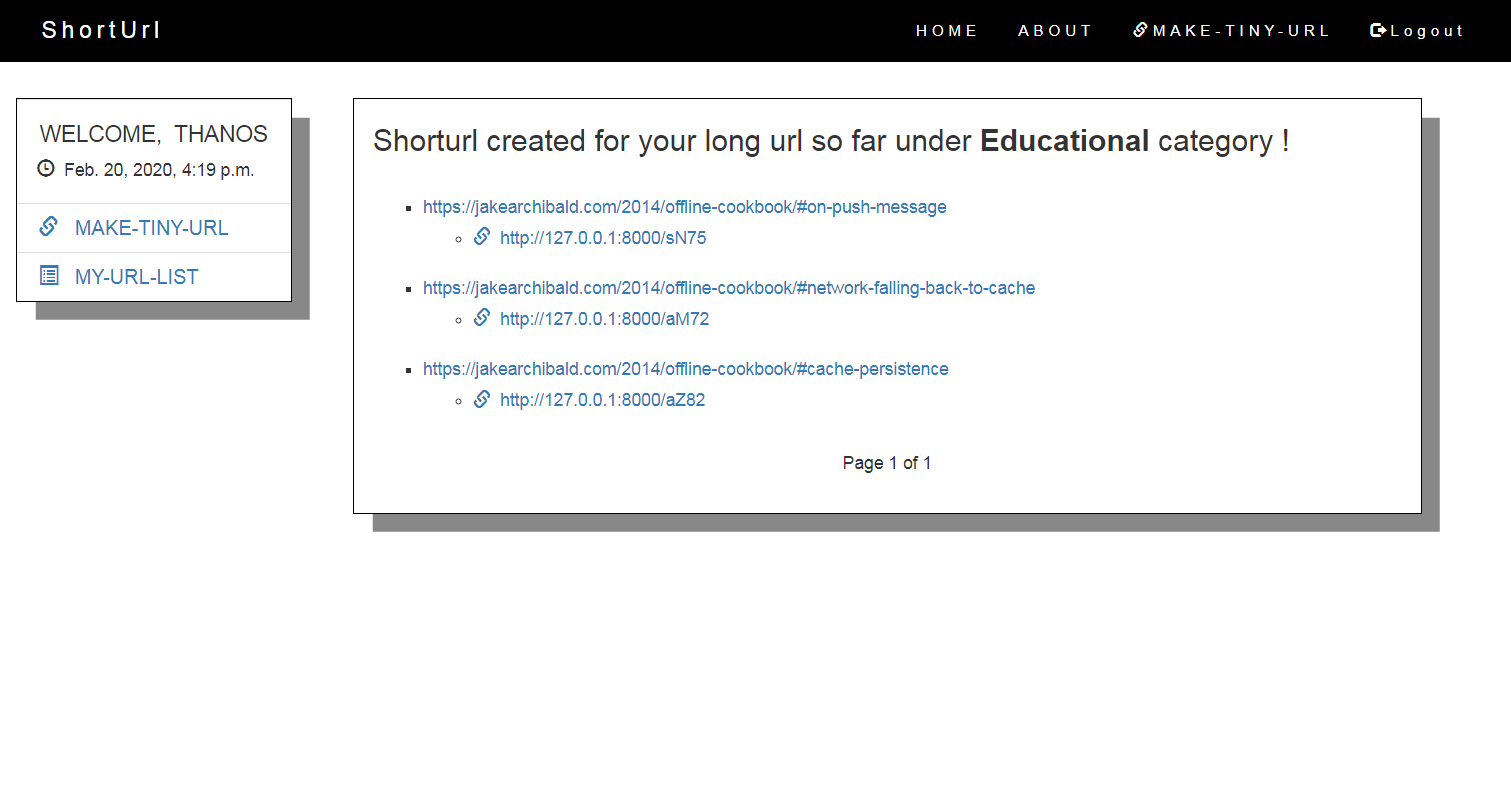 ShortUrl HOME ABOUT MAKE-TINY-URL Logout
WELCOME, THANOS
Feb. 20, 2020, 4:19 p.m.
MAKE-TINY-URL
MY-URL-LIST
Shorturl created for your long url so far under Educational category !
https://jakearchibald.com/2014/offline-cookbook/#on-push-message
http://127.0.0.1:8000/sN75
https://jakearchibald.com/2014/offline-cookbook/#network-falling-back-to-cache
http://127.0.0.1:8000/aM72
https://jakearchibald.com/2014/offline-cookbook/#cache-persistence
http://127.0.0.1:8000/aZ82
Page 1 of 1